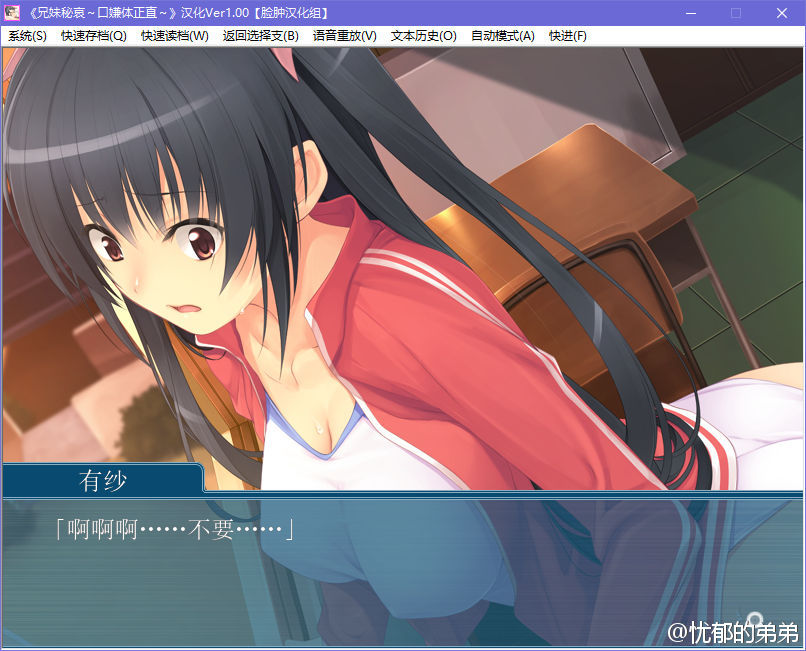 《兄妹秘哀～口嫌体正直～》汉化Ver1.00【脸肿汉化组】
系统(S) 快速存档(Q) 快速读档(W) 返回选择支(B) 语音重放(V) 文本历史(O) 自动模式(A) 快进(F)
有纱
「啊啊啊……不要……」
@忧郁的弟弟